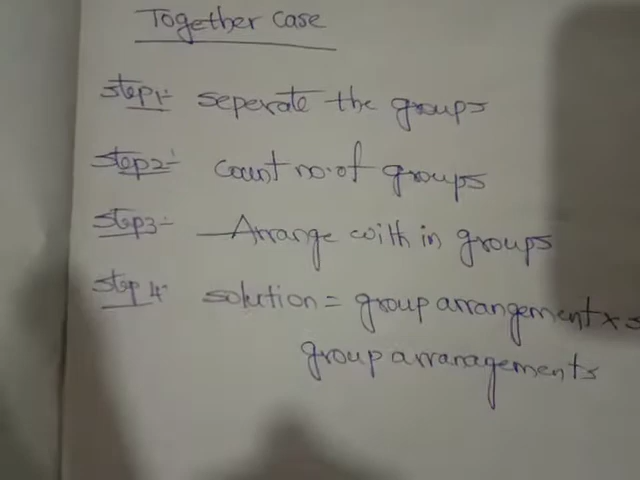 Together case
step1:- seperate the groups
step2:- count no.of groups
step3:- Arrange with in groups
step 4:- solution = group arrangement x
group arranagements